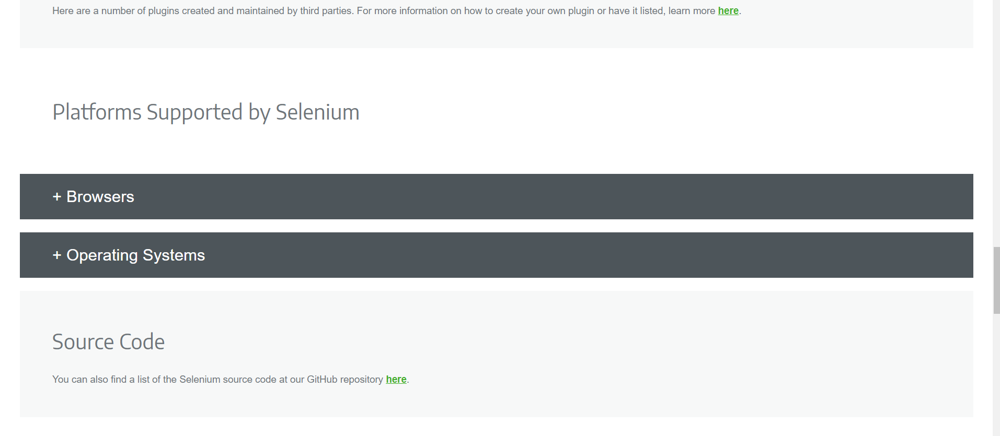 Here are a number of plugins created and maintained by third parties. For more information on how to create your own plugin or have it listed, learn more here.
Platforms Supported by Selenium
+ Browsers
+ Operating Systems
Source Code
You can also find a list of the Selenium source code at our GitHub repository here.